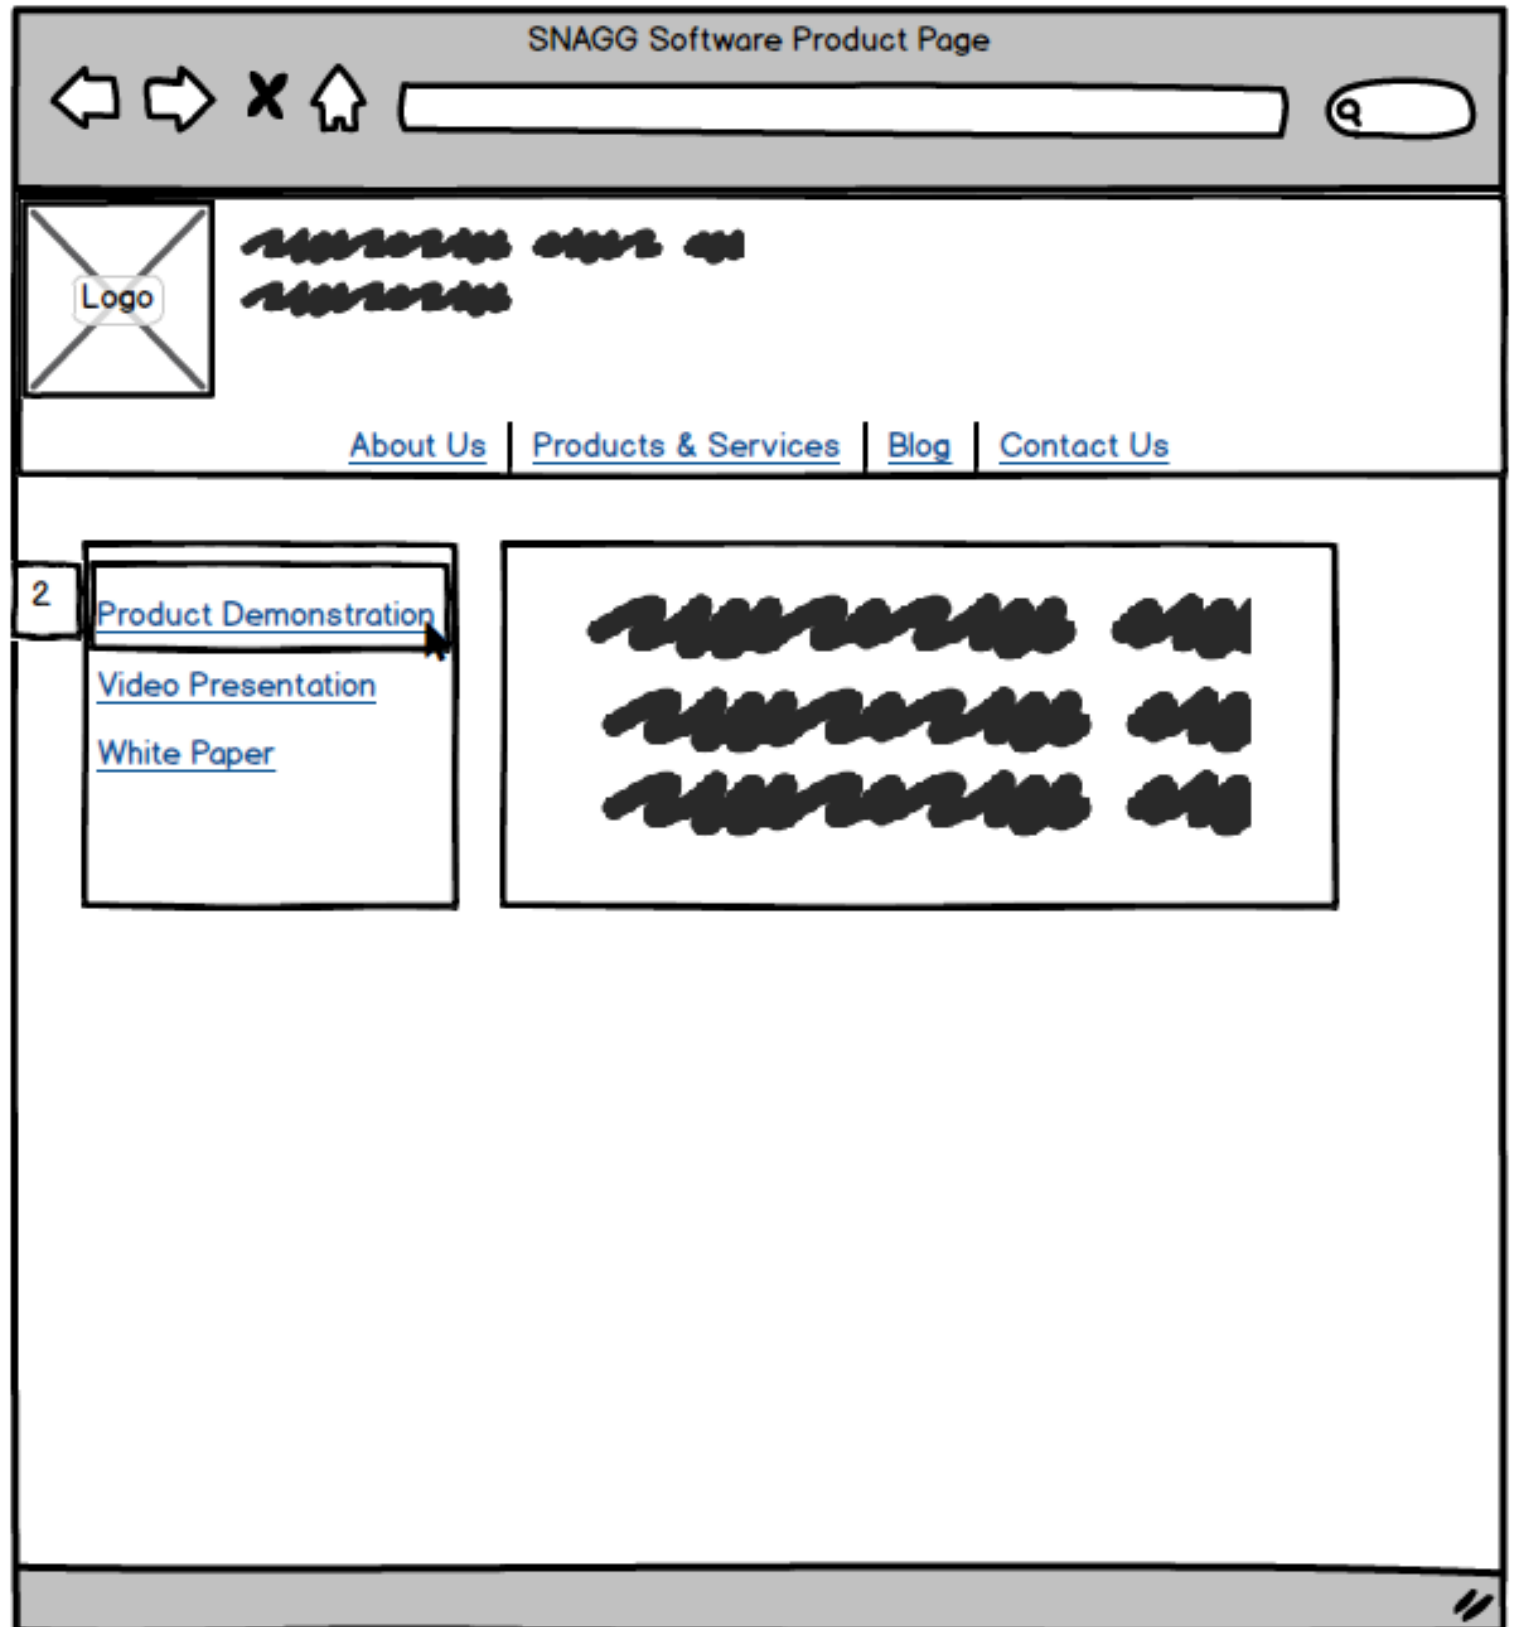 SNAGG Software Product Page
Logo
About Us Products & Services Blog Contact Us
2
Product Demonstration
Video Presentation
White Paper